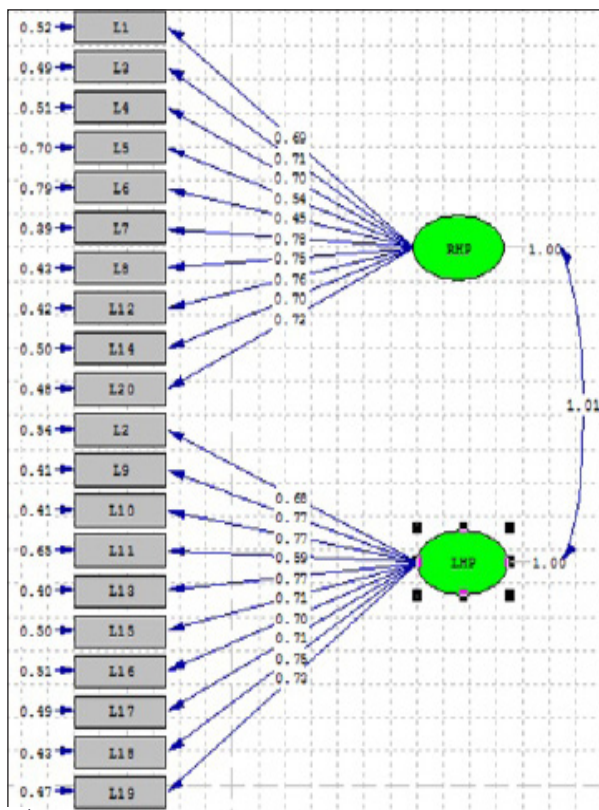 0.52 L1
0.49 L3
0.51 L4
0.70 L5
0.79 L6
0.39 L7
0.43 L8
0.42 L12
0.50 L14
0.48 L20
0.54 L2
0.41 L9
0.41 L10
0.65 L11
0.40 L13
0.50 L15
0.51 L16
0.49 L17
0.43 L18
0.47 L19
0.69
0.71
0.70
0.54
0.45
0.78
0.75
0.76
0.70
0.72
RHP 1.00
1.01
0.68
0.77
0.77
0.59
0.77
0.71
0.70
0.71
0.75
0.73
LHP 1.00